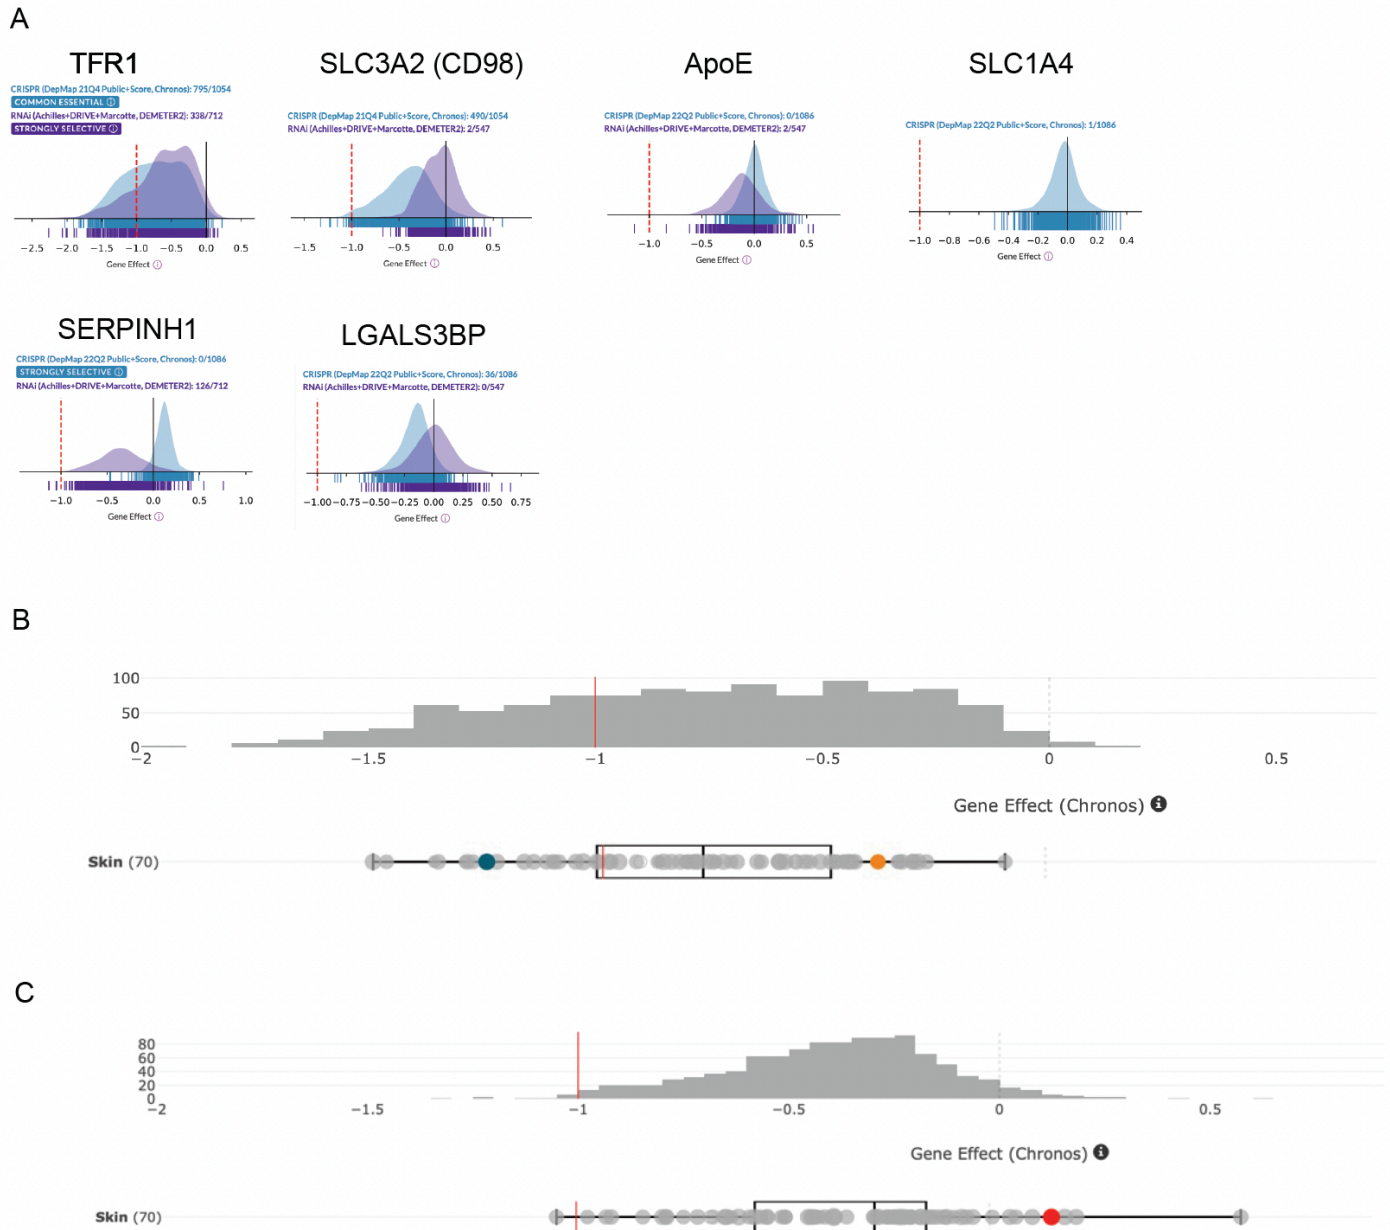 A
TFR1
CRISPR (DepMap 21Q4 Public+Score, Chronos): 795/1054
COMMON ESSENTIAL ⓘ
RNAi (Achilles+DRIVE+Marcotte, DEMETER2): 338/712
STRONGLY SELECTIVE ⓘ
−2.5 −2.0 −1.5 −1.0 −0.5 0.0 0.5
Gene Effect ⓘ
SLC3A2 (CD98)
CRISPR (DepMap 21Q4 Public+Score, Chronos): 490/1054
RNAi (Achilles+DRIVE+Marcotte, DEMETER2): 2/547
−1.5 −1.0 −0.5 0.0 0.5
Gene Effect ⓘ
ApoE
CRISPR (DepMap 22Q2 Public+Score, Chronos): 0/1086
RNAi (Achilles+DRIVE+Marcotte, DEMETER2): 2/547
−1.0 −0.5 0.0 0.5
Gene Effect ⓘ
SLC1A4
CRISPR (DepMap 22Q2 Public+Score, Chronos): 1/1086
−1.0 −0.8 −0.6 −0.4 −0.2 0.0 0.2 0.4
Gene Effect ⓘ
SERPINH1
CRISPR (DepMap 22Q2 Public+Score, Chronos): 0/1086
STRONGLY SELECTIVE ⓘ
RNAi (Achilles+DRIVE+Marcotte, DEMETER2): 126/712
−1.0 −0.5 0.0 0.5 1.0
Gene Effect ⓘ
LGALS3BP
CRISPR (DepMap 22Q2 Public+Score, Chronos): 36/1086
RNAi (Achilles+DRIVE+Marcotte, DEMETER2): 0/547
−1.00 −0.75 −0.50 −0.25 0.00 0.25 0.50 0.75
Gene Effect ⓘ
B
100
50
0
−2 −1.5 −1 −0.5 0 0.5
Gene Effect (Chronos) i
Skin (70)
C
80
60
40
20
0
−2 −1.5 −1 −0.5 0 0.5
Gene Effect (Chronos) i
Skin (70)